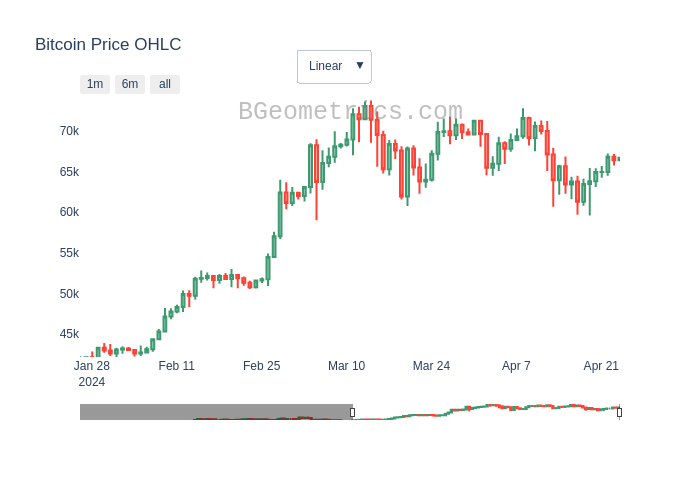 Bitcoin Price OHLC
Linear ▼
1m 6m all
BGeometrics.com
70k
65k
60k
55k
50k
45k
Jan 28 Feb 11 Feb 25 Mar 10 Mar 24 Apr 7 Apr 21
2024